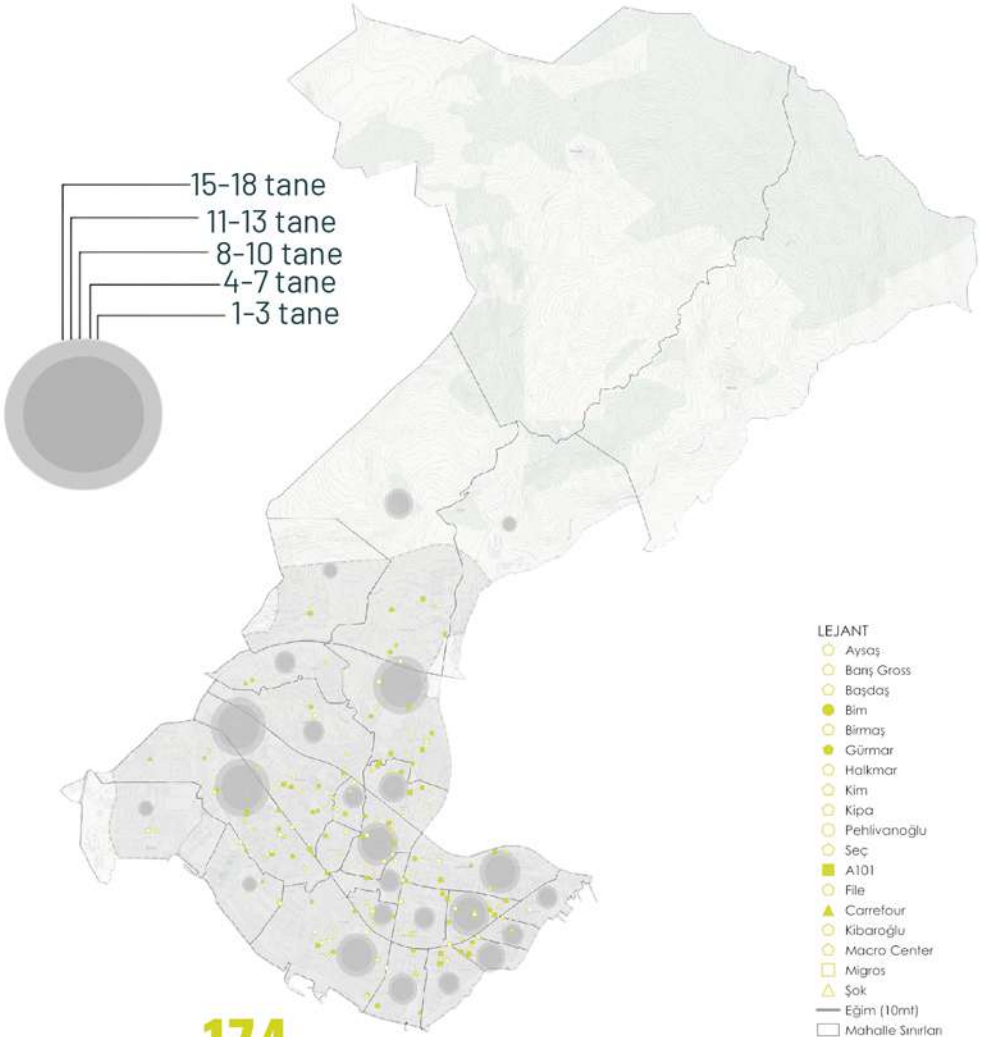 15-18 tane
11-13 tane
8-10 tane
4-7 tane
1-3 tane
LEJANT
Aysaş
Barış Gross
Başdaş
Bim
Birmaş
Gürmar
Halkmar
Kim
Kipa
Pehlivanoğlu
Seç
A101
File
Carrefour
Kibaroğlu
Macro Center
Migros
Şok
Eğim (10mt)
Mahalle Sınırları
174